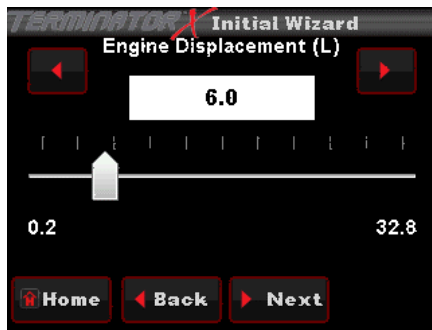 TERMINATOR X Initial Wizard
Engine Displacement (L)
6.0
0.2 32.8
Home Back Next